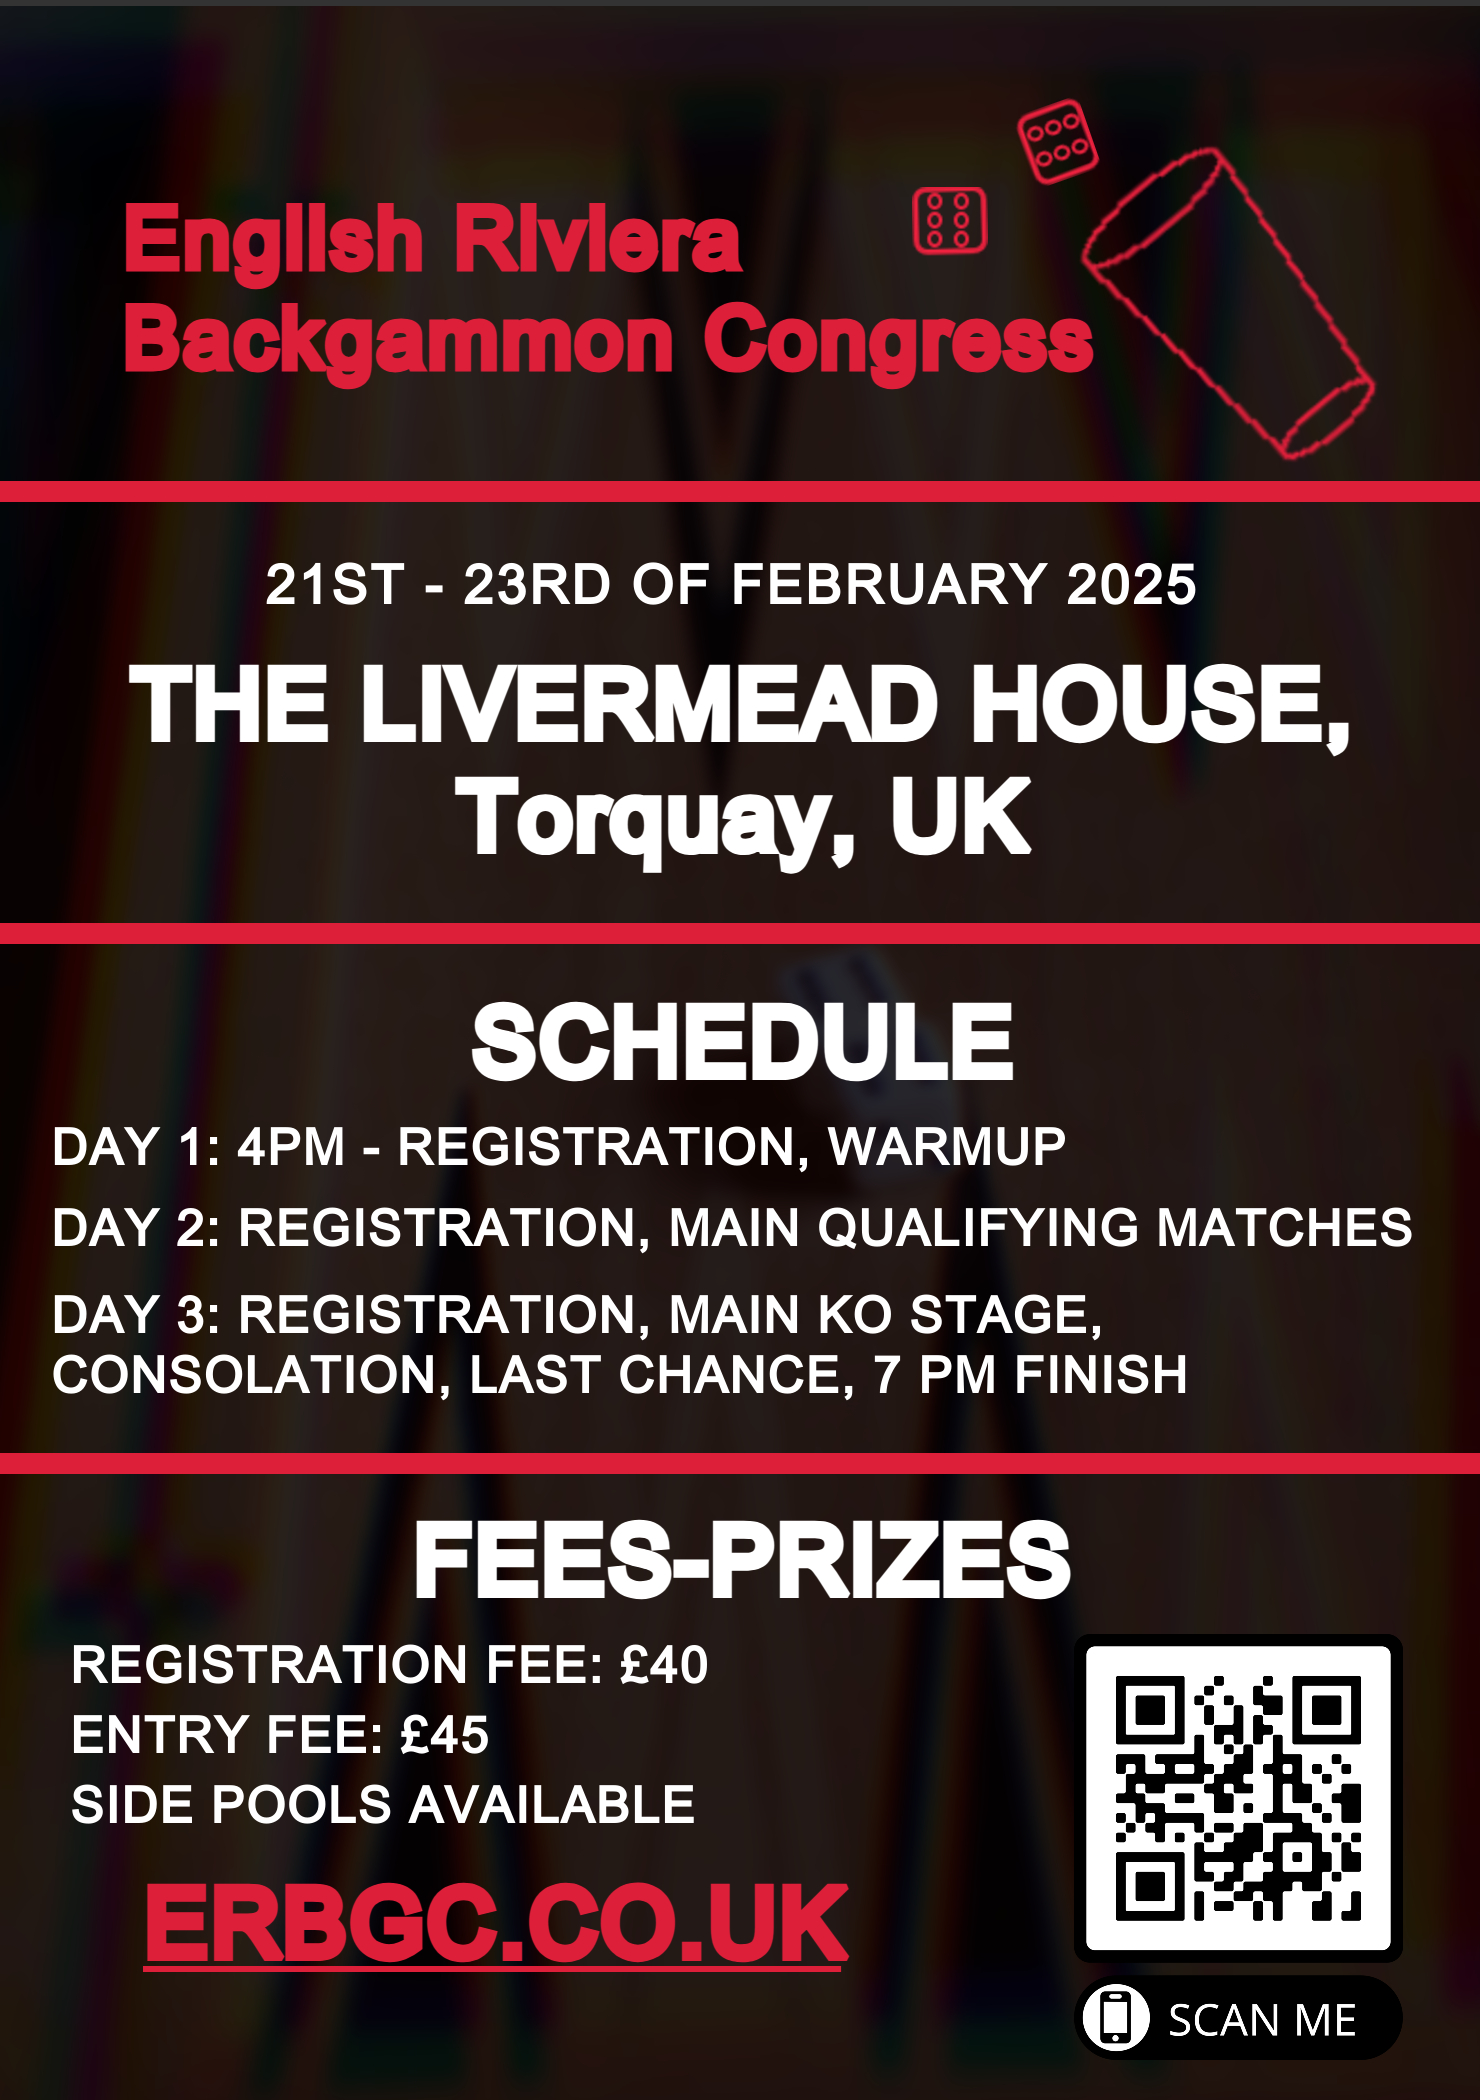 English Riviera
Backgammon Congress
21ST - 23RD OF FEBRUARY 2025
THE LIVERMEAD HOUSE,
Torquay, UK
SCHEDULE
DAY 1: 4PM - REGISTRATION, WARMUP
DAY 2: REGISTRATION, MAIN QUALIFYING MATCHES
DAY 3: REGISTRATION, MAIN KO STAGE,
CONSOLATION, LAST CHANCE, 7 PM FINISH
FEES-PRIZES
REGISTRATION FEE: £40
ENTRY FEE: £45
SIDE POOLS AVAILABLE
ERBGC.CO.UK
SCAN ME